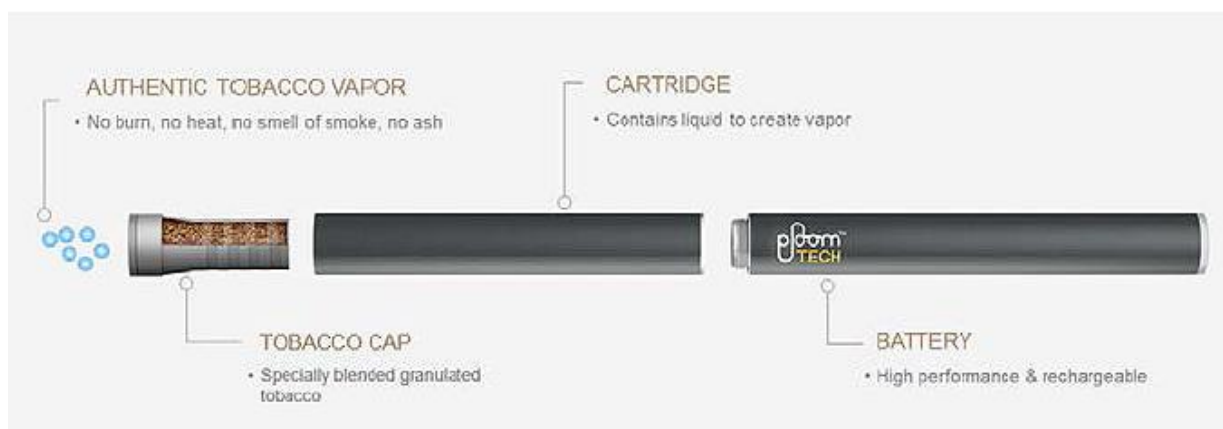 AUTHENTIC TOBACCO VAPOR
• No burn, no heat, no smell of smoke, no ash
CARTRIDGE
• Contains liquid to create vapor
ploom™
TECH
TOBACCO CAP
• Specially blended granulated
tobacco
BATTERY
• High performance & rechargeable